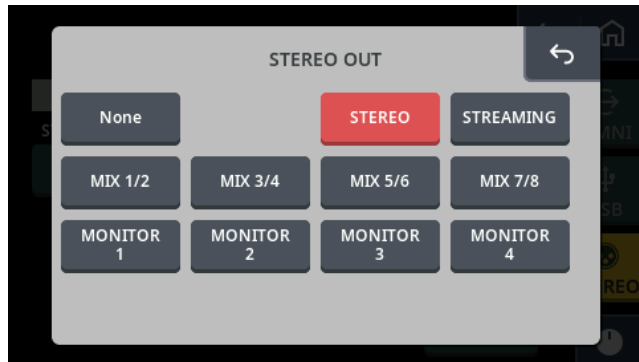 STEREO OUT
None
STEREO
STREAMING
MIX 1/2
MIX 3/4
MIX 5/6
MIX 7/8
MONITOR
1
MONITOR
2
MONITOR
3
MONITOR
4